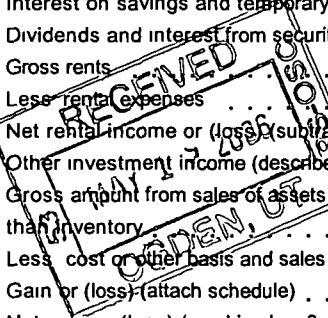 Interest on savings and temporary
Dividends and interest from securit
Gross rents
Less rental expenses
Net rental income or (loss) (subtra
Other investment income (describe
Gross amount from sales of assets
than inventory
Less cost or other basis and sales
Gain or (loss) (attach schedule)
RECEIVED
MAY 2006
OGDEN, UT